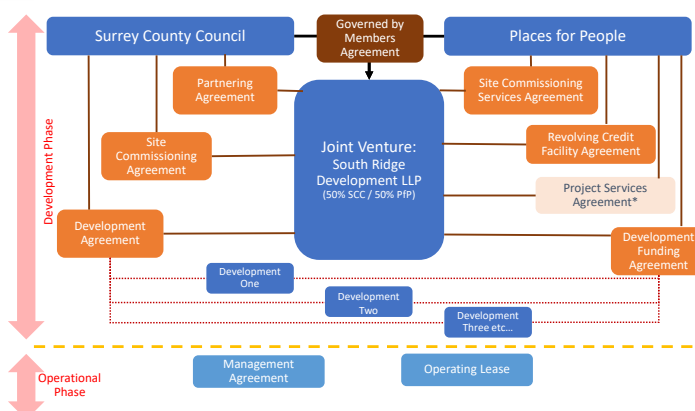 Surrey County Council
Governed by
Members
Agreement
Places for People
Partnering
Agreement
Site Commissioning
Services Agreement
Site
Commissioning
Agreement
Joint Venture:
South Ridge
Development LLP
(50% SCC / 50% PfP)
Revolving Credit
Facility Agreement
Project Services
Agreement*
Development
Agreement
Development
Funding
Agreement
Development Phase
Development
One
Development
Two
Development
Three etc...
Operational
Phase
Management
Agreement
Operating Lease